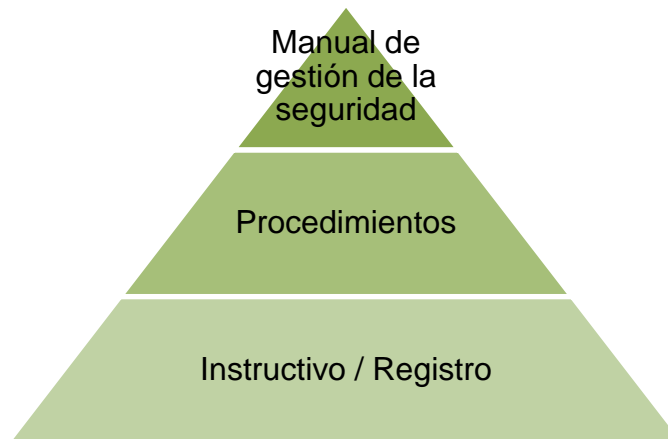 Manual de
gestión de la
seguridad
Procedimientos
Instructivo / Registro